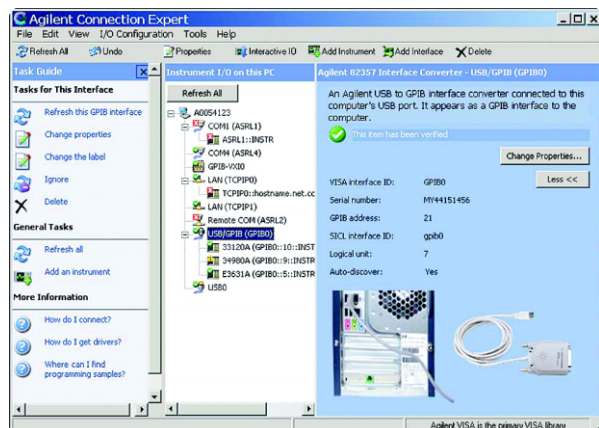 Agilent Connection Expert
File Edit View I/O Configuration Tools Help
Refresh All Undo Properties Interactive IO Add Instrument Add Interface Delete
Task Guide
Tasks for This Interface
Refresh this GPIB interface
Change properties
Change the label
Ignore
Delete
General Tasks
Refresh all
Add an instrument
More Information
How do I connect?
How do I get drivers?
Where can I find
programming samples?
Instrument I/O on this PC
Refresh All
A0054123
COM1 (ASRL1)
ASRL1::INSTR
COM4 (ASRL4)
GPIB-VXI0
LAN (TCPIP0)
TCPIP0::hostname.net.cc
LAN (TCPIP1)
Remote COM (ASRL2)
USB/GPIB (GPIB0)
33120A (GPIB0::10::INST
34980A (GPIB0::9::INSTR
E3631A (GPIB0::5::INSTR
USB0
Agilent 82357 Interface Converter - USB/GPIB (GPIB0)
An Agilent USB to GPIB interface converter connected to this
computer's USB port. It appears as a GPIB interface to the
computer.
This item has been verified
Change Properties...
Less <<
VISA interface ID: GPIB0
Serial number: MY44151456
GPIB address: 21
SICL interface ID: gpib0
Logical unit: 7
Auto-discover: Yes
Agilent VISA is the primary VISA library